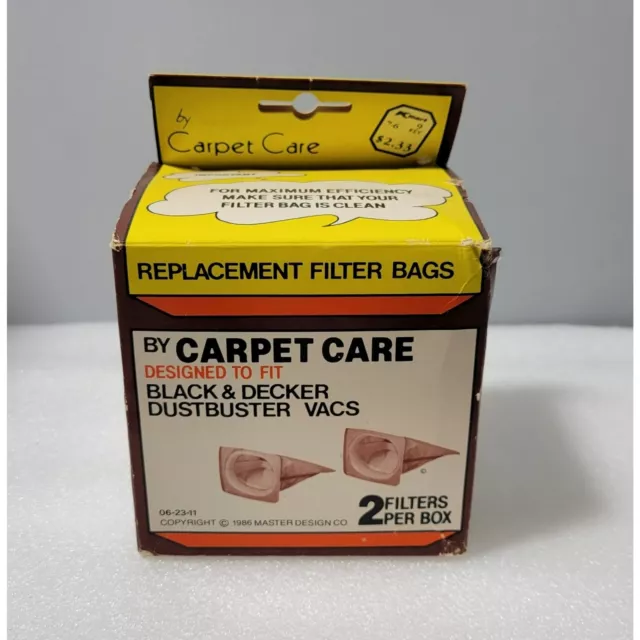 by
Carpet Care
Kmart
$2.33
IMPORTANT
FOR MAXIMUM EFFICIENCY
MAKE SURE THAT YOUR
FILTER BAG IS CLEAN
REPLACEMENT FILTER BAGS
BY CARPET CARE
DESIGNED TO FIT
BLACK & DECKER
DUSTBUSTER VACS
©
06-23-11
COPYRIGHT © 1986 MASTER DESIGN CO.
2 FILTERS
PER BOX